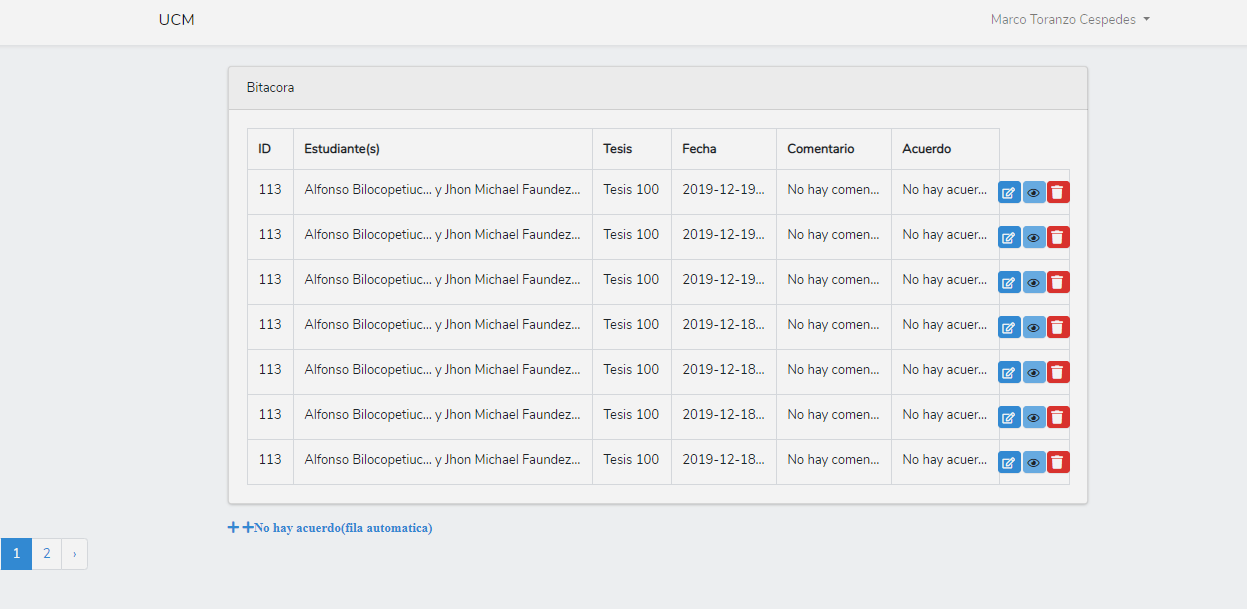 UCM
Marco Toranzo Cespedes
Bitacora
ID Estudiante(s) Tesis Fecha Comentario Acuerdo
113 Alfonso Bilocopetiuc... y Jhon Michael Faundez... Tesis 100 2019-12-19... No hay comen... No hay acuer...
113 Alfonso Bilocopetiuc... y Jhon Michael Faundez... Tesis 100 2019-12-19... No hay comen... No hay acuer...
113 Alfonso Bilocopetiuc... y Jhon Michael Faundez... Tesis 100 2019-12-19... No hay comen... No hay acuer...
113 Alfonso Bilocopetiuc... y Jhon Michael Faundez... Tesis 100 2019-12-18... No hay comen... No hay acuer...
113 Alfonso Bilocopetiuc... y Jhon Michael Faundez... Tesis 100 2019-12-18... No hay comen... No hay acuer...
113 Alfonso Bilocopetiuc... y Jhon Michael Faundez... Tesis 100 2019-12-18... No hay comen... No hay acuer...
113 Alfonso Bilocopetiuc... y Jhon Michael Faundez... Tesis 100 2019-12-18... No hay comen... No hay acuer...
No hay acuerdo(fila automatica)
1 2 ›